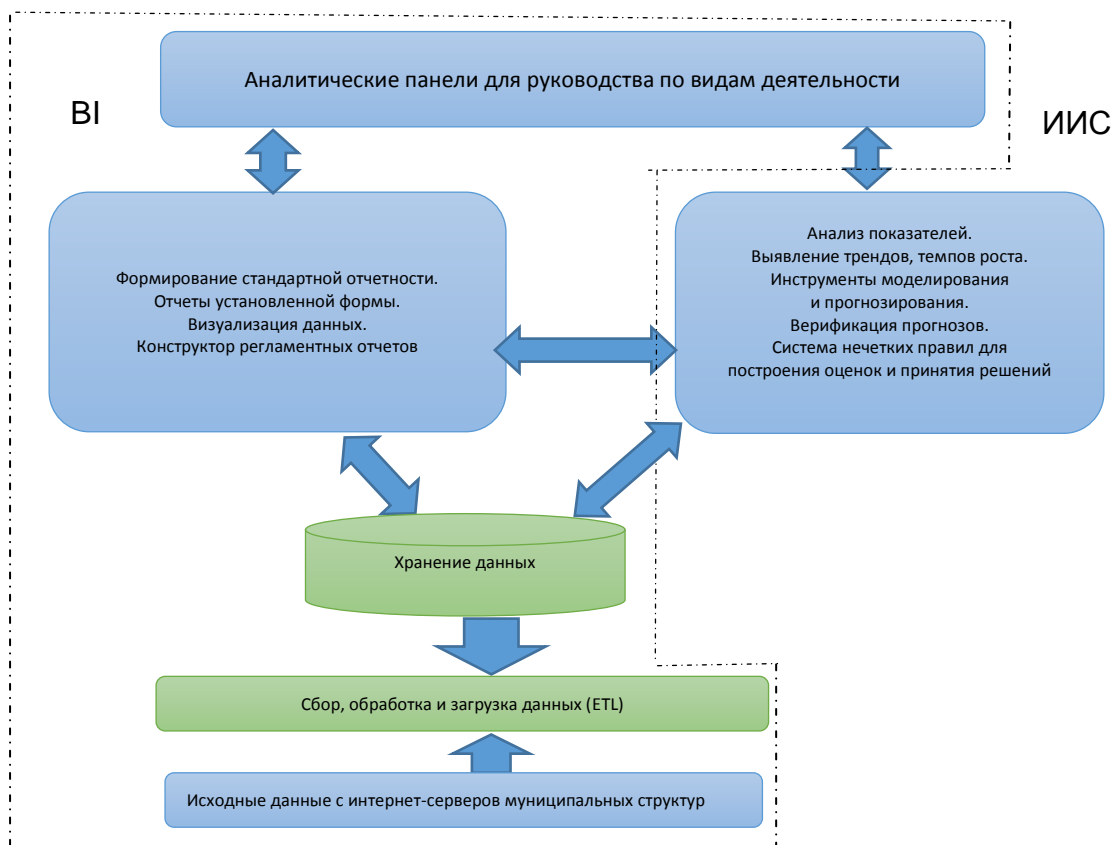 Аналитические панели для руководства по видам деятельности
BI
ИИС
Формирование стандартной отчетности.
Отчеты установленной формы.
Визуализация данных.
Конструктор регламентных отчетов
Анализ показателей.
Выявление трендов, темпов роста.
Инструменты моделирования
и прогнозирования.
Верификация прогнозов.
Система нечетких правил для
построения оценок и принятия решений
Хранение данных
Сбор, обработка и загрузка данных (ETL)
Исходные данные с интернет-серверов муниципальных структур